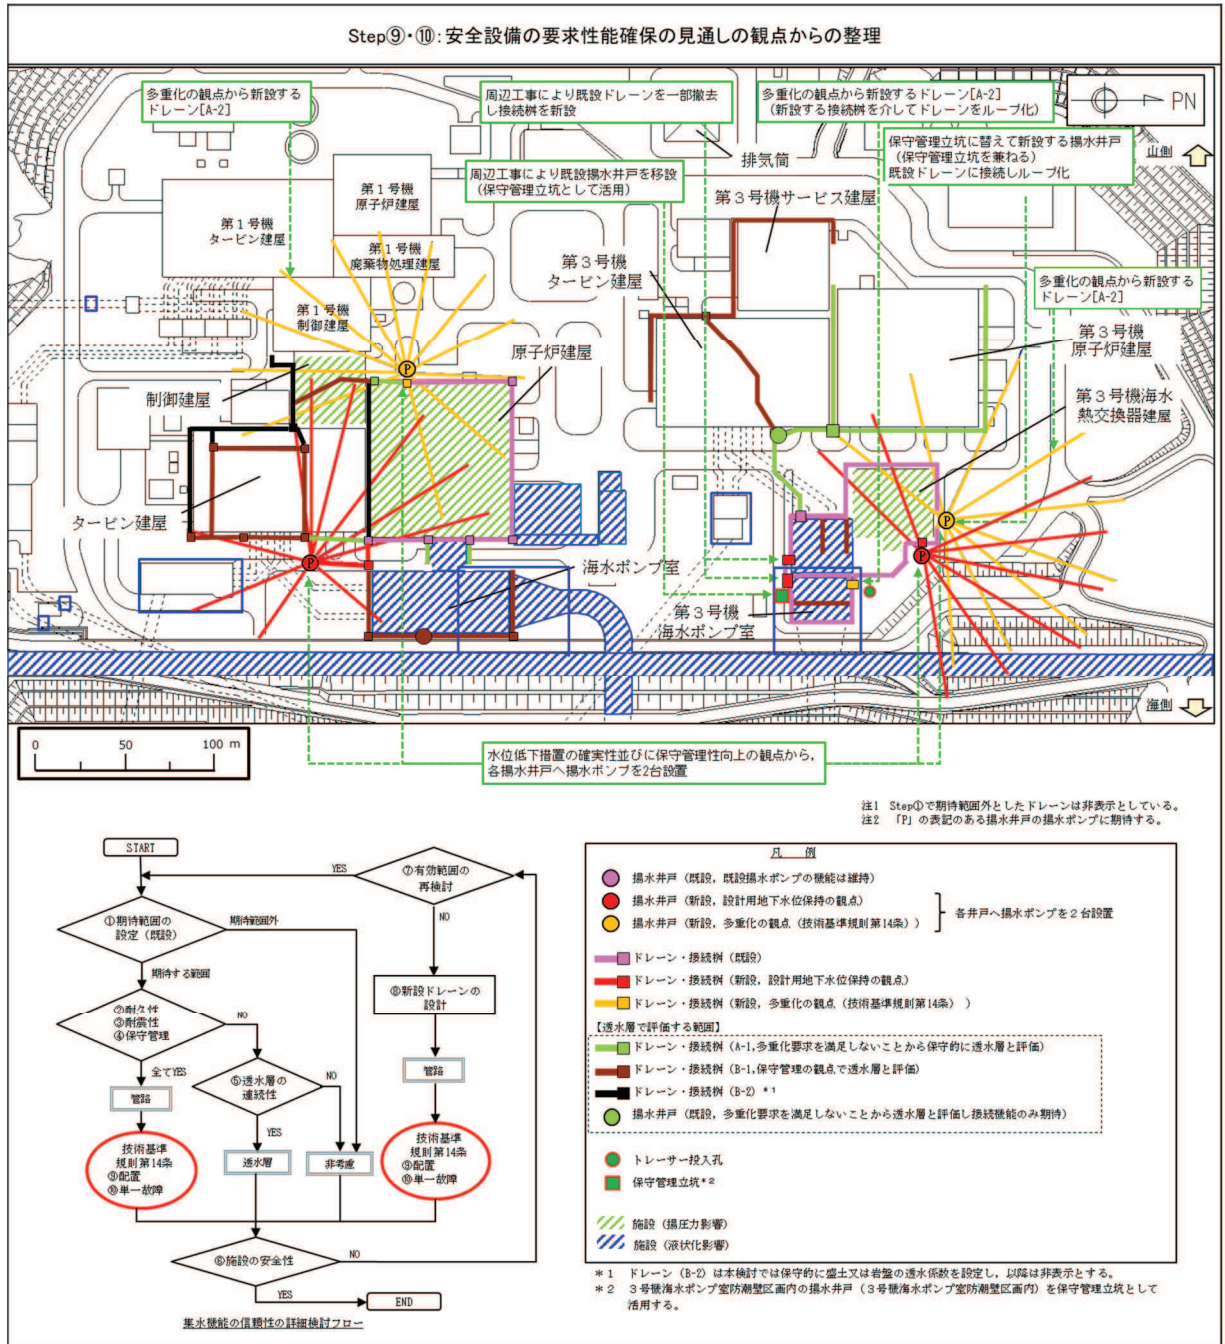 Step⑨・⑩：安全設備の要求性能確保の見通しの観点からの整理
多重化の観点から新設する
ドレーン[A-2]
周辺工事により既設ドレーンを一部撤去
し接続桝を新設
多重化の観点から新設するドレーン[A-2]
（新設する接続桝を介してドレーンをループ化）
PN
保守管理立坑に替えて新設する揚水井戸
（保守管理立坑を兼ねる）
既設ドレーンに接続しループ化
山側
周辺工事により既設揚水井戸を移設
（保守管理立坑として活用）
排気筒
第３号機サービス建屋
第１号機
原子炉建屋
第１号機
タービン建屋
第１号機
廃棄物処理建屋
第３号機
タービン建屋
多重化の観点から新設する
ドレーン[A-2]
第１号機
制御建屋
原子炉建屋
第３号機
原子炉建屋
制御建屋
第３号機海水
熱交換器建屋
P
P
タービン建屋
P
P
海水ポンプ室
第３号機
海水ポンプ室
海側
0 50 100 m
水位低下措置の確実性並びに保守管理性向上の観点から，
各揚水井戸へ揚水ポンプを2台設置
注1 Step①で期待範囲外としたドレーンは非表示としている。
注2 「P」の表記のある揚水井戸の揚水ポンプに期待する。
START
YES
⑦有効範囲の
再検討
①期待範囲の
設定（既設）
期待範囲外
NO
期待する範囲
⑧新設ドレーンの
設計
②耐久性
③耐震性
④保守管理
NO
全てYES
⑤透水層の
連続性
NO
管路
管路
YES
技術基準
規則第14条
⑨配置
⑩単一故障
透水層
非考慮
技術基準
規則第14条
⑨配置
⑩単一故障
⑥施設の安全性
NO
YES
END
集水機能の信頼性の詳細検討フロー
凡 例
揚水井戸（既設，既設揚水ポンプの機能は維持）
揚水井戸（新設，設計用地下水位保持の観点）
揚水井戸（新設，多重化の観点（技術基準規則第14条））
各井戸へ揚水ポンプを２台設置
ドレーン・接続桝（既設）
ドレーン・接続桝（新設，設計用地下水位保持の観点）
ドレーン・接続桝（新設，多重化の観点（技術基準規則第14条））
【透水層で評価する範囲】
ドレーン・接続桝（A-1,多重化要求を満足しないことから保守的に透水層と評価）
ドレーン・接続桝（B-1,保守管理の観点で透水層と評価）
ドレーン・接続桝（B-2）＊１
揚水井戸（既設，多重化要求を満足しないことから透水層と評価し接続機能のみ期待）
トレーサー投入孔
保守管理立坑＊２
施設（揚圧力影響）
施設（液状化影響）
＊１ ドレーン（B-2）は本検討では保守的に盛土又は岩盤の透水係数を設定し，以降は非表示とする。
＊２ ３号機海水ポンプ室防潮壁区画内の揚水井戸（３号機海水ポンプ室防潮壁区画内）を保守管理立坑として
活用する。